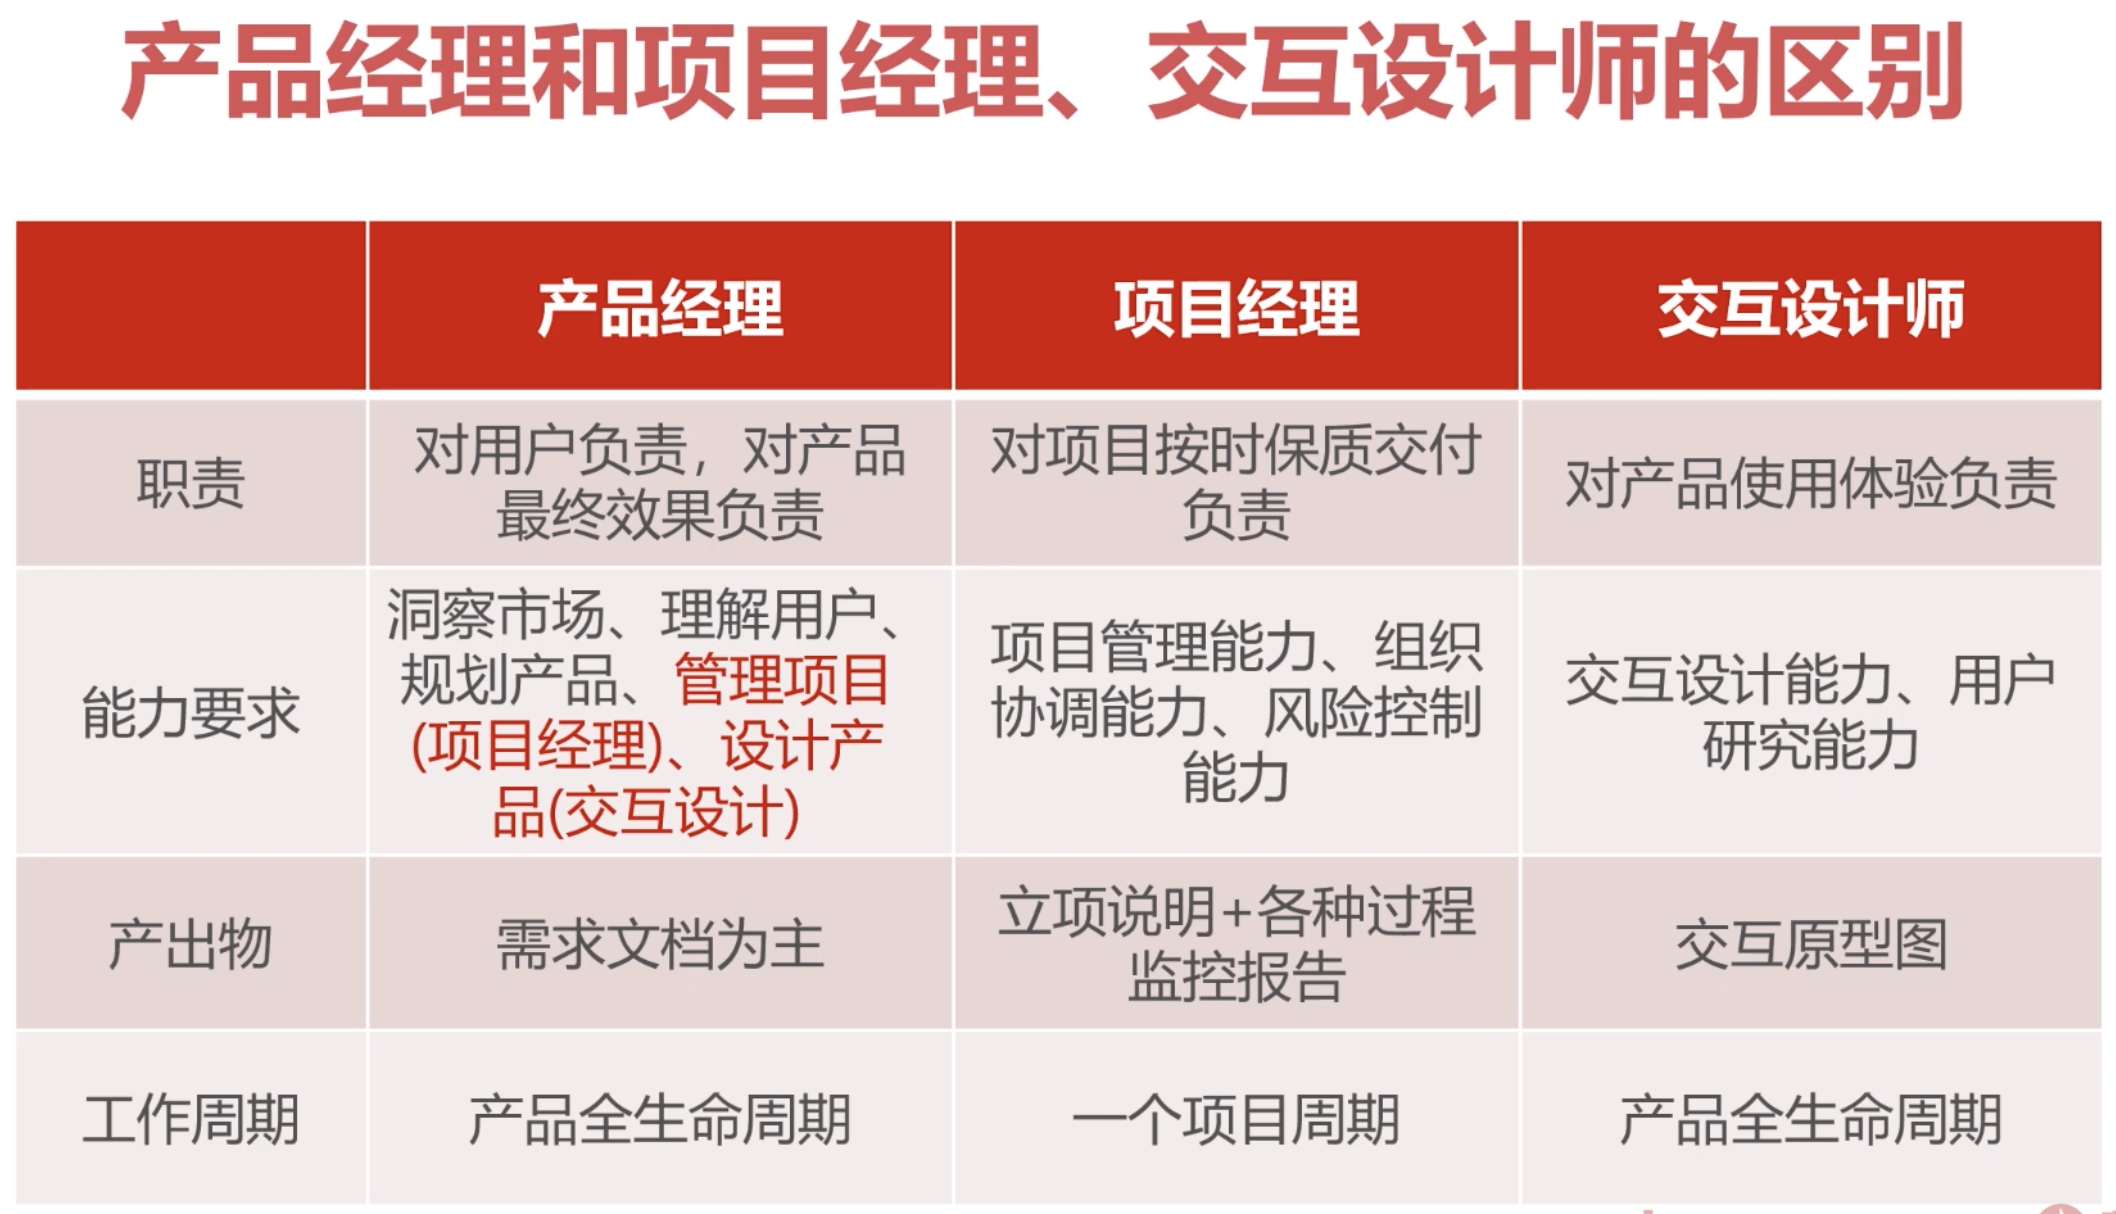 产品经理和项目经理、交互设计师的区别
产品经理
项目经理
交互设计师
职责
对用户负责，对产品
最终效果负责
对项目按时保质交付
负责
对产品使用体验负责
能力要求
洞察市场、理解用户、
规划产品、管理项目
(项目经理)、设计产
品(交互设计)
项目管理能力、组织
协调能力、风险控制
能力
交互设计能力、用户
研究能力
产出物
需求文档为主
立项说明+各种过程
监控报告
交互原型图
工作周期
产品全生命周期
一个项目周期
产品全生命周期